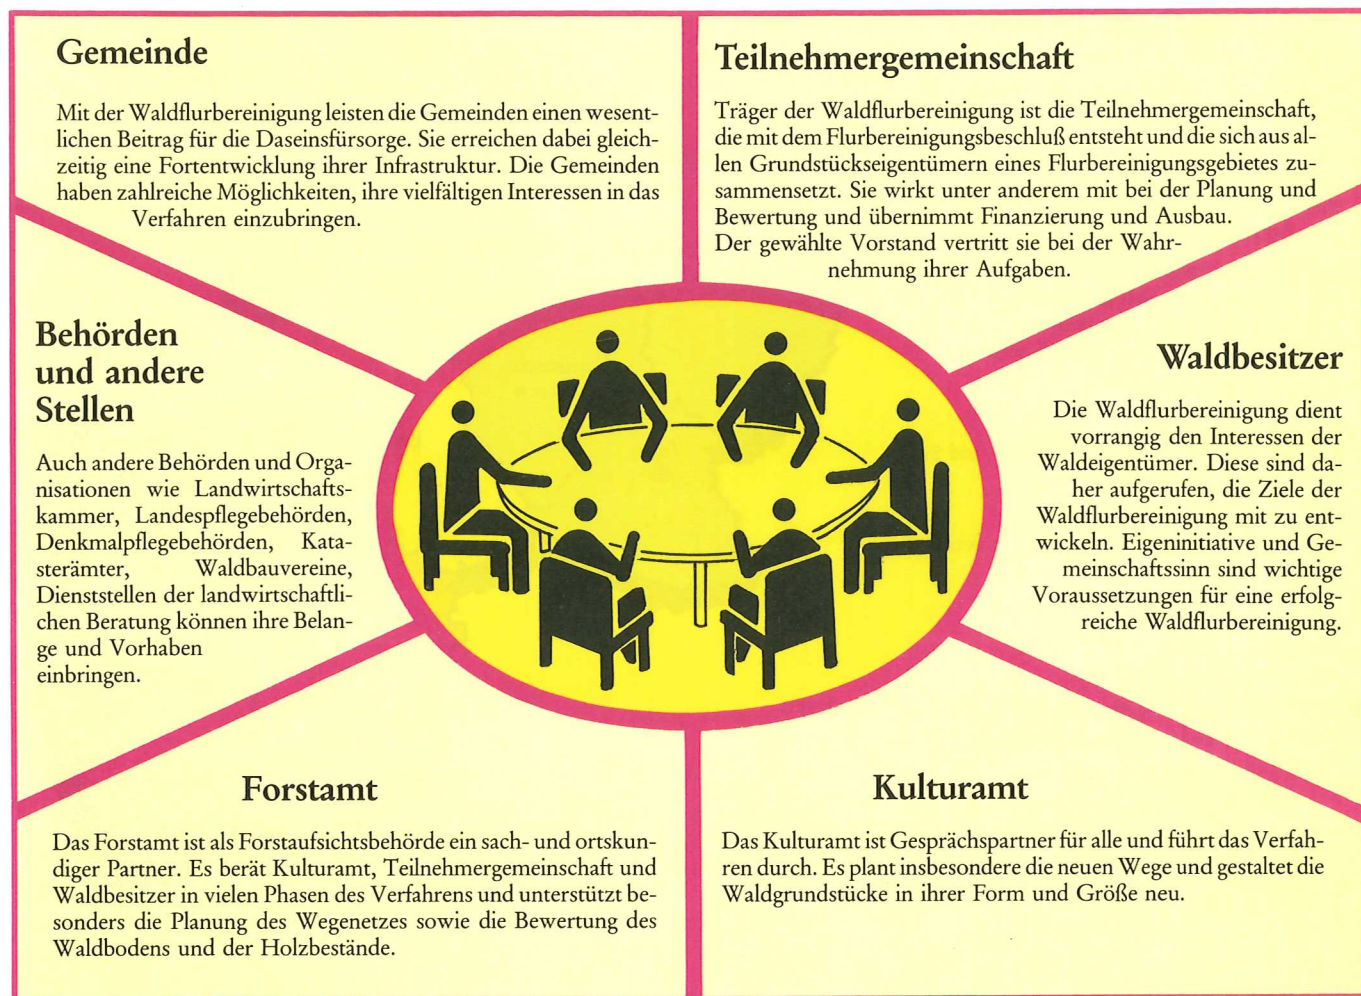 Gemeinde
Mit der Waldflurbereinigung leisten die Gemeinden einen wesent-
lichen Beitrag für die Daseinsfürsorge. Sie erreichen dabei gleich-
zeitig eine Fortentwicklung ihrer Infrastruktur. Die Gemeinden
haben zahlreiche Möglichkeiten, ihre vielfältigen Interessen in das
Verfahren einzubringen.
Teilnehmergemeinschaft
Träger der Waldflurbereinigung ist die Teilnehmergemeinschaft,
die mit dem Flurbereinigungsbeschluß entsteht und die sich aus al-
len Grundstückseigentümern eines Flurbereinigungsgebietes zu-
sammensetzt. Sie wirkt unter anderem mit bei der Planung und
Bewertung und übernimmt Finanzierung und Ausbau.
Der gewählte Vorstand vertritt sie bei der Wahr-
nehmung ihrer Aufgaben.
Behörden
und andere
Stellen
Auch andere Behörden und Orga-
nisationen wie Landwirtschafts-
kammer, Landespflegebehörden,
Denkmalpflegebehörden, Kata-
sterämter, Waldbauvereine,
Dienststellen der landwirtschaftli-
chen Beratung können ihre Belan-
ge und Vorhaben
einbringen.
Waldbesitzer
Die Waldflurbereinigung dient
vorrangig den Interessen der
Waldeigentümer. Diese sind da-
her aufgerufen, die Ziele der
Waldflurbereinigung mit zu ent-
wickeln. Eigeninitiative und Ge-
meinschaftssinn sind wichtige
Voraussetzungen für eine erfolg-
reiche Waldflurbereinigung.
Forstamt
Das Forstamt ist als Forstaufsichtsbehörde ein sach- und ortskun-
diger Partner. Es berät Kulturamt, Teilnehmergemeinschaft und
Waldbesitzer in vielen Phasen des Verfahrens und unterstützt be-
sonders die Planung des Wegenetzes sowie die Bewertung des
Waldbodens und der Holzbestände.
Kulturamt
Das Kulturamt ist Gesprächspartner für alle und führt das Verfah-
ren durch. Es plant insbesondere die neuen Wege und gestaltet die
Waldgrundstücke in ihrer Form und Größe neu.